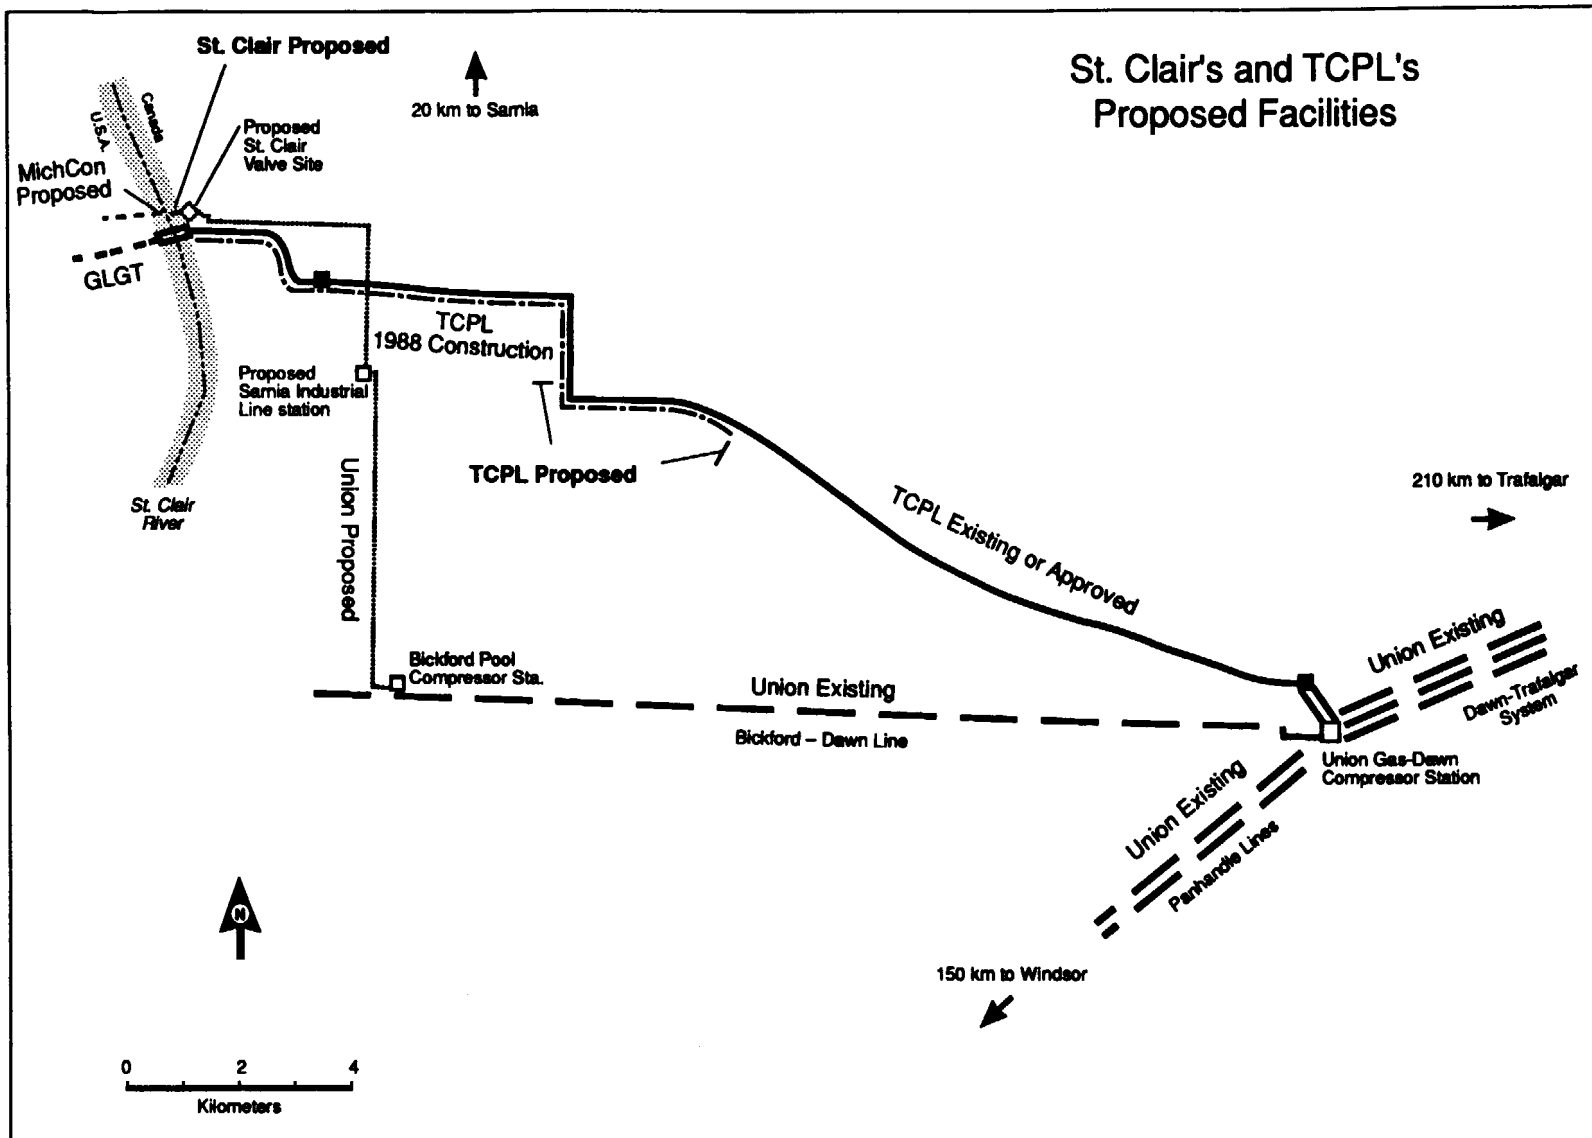 St. Clair's and TCPL's
Proposed Facilities
St. Clair Proposed
20 km to Sarnia
Canada
U.S.A.
Proposed
St. Clair
Valve Site
MichCon
Proposed
GLGT
TCPL
1988 Construction
Proposed
Sarnia Industrial
Line station
TCPL Proposed
Union Proposed
St. Clair
River
210 km to Trafalgar
TCPL Existing or Approved
Union Existing
Dawn-Trafalgar
System
Bickford Pool
Compressor Sta.
Union Existing
Bickford – Dawn Line
Union Gas-Dawn
Compressor Station
Union Existing
Panhandle Lines
N
150 km to Windsor
0 2 4
Kilometers